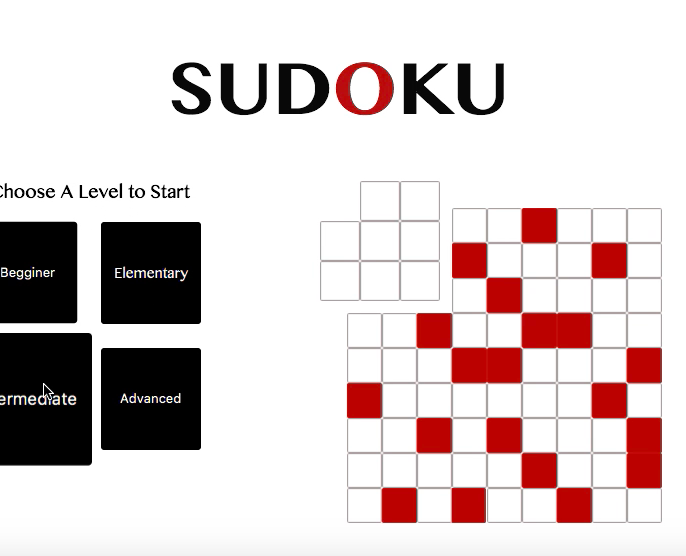 SUDOKU
Choose A Level to Start
Begginer
Elementary
ermediate
Advanced